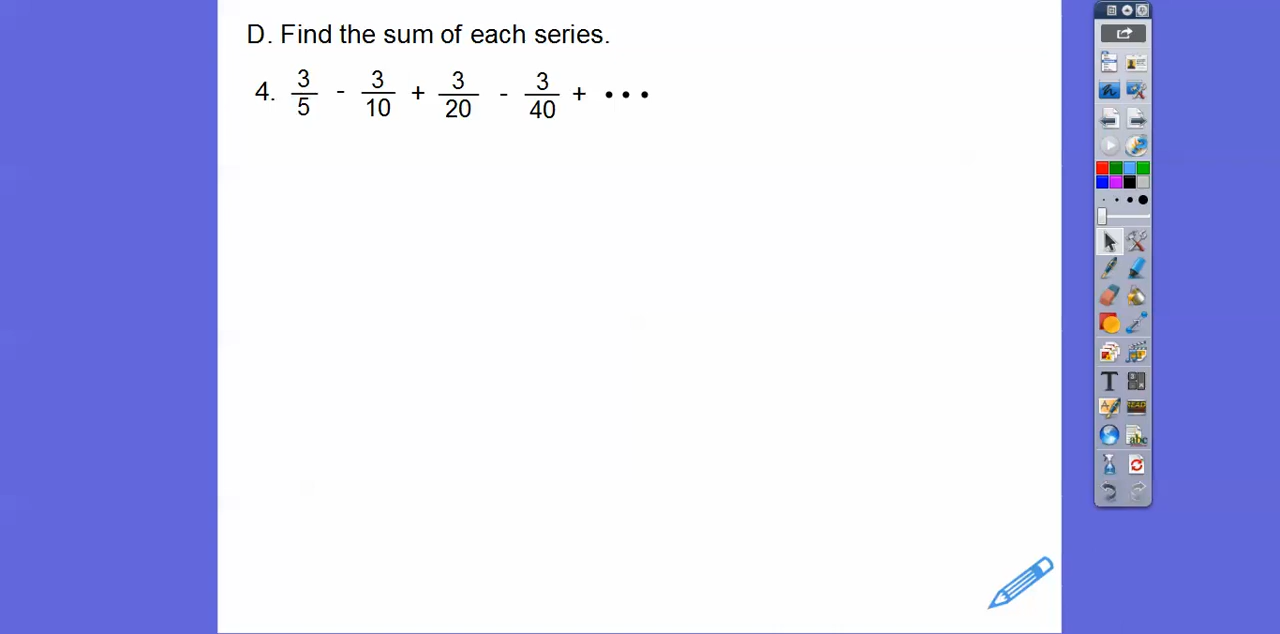 D. Find the sum of each series.
4. 3/5 - 3/10 + 3/20 - 3/40 + • • •